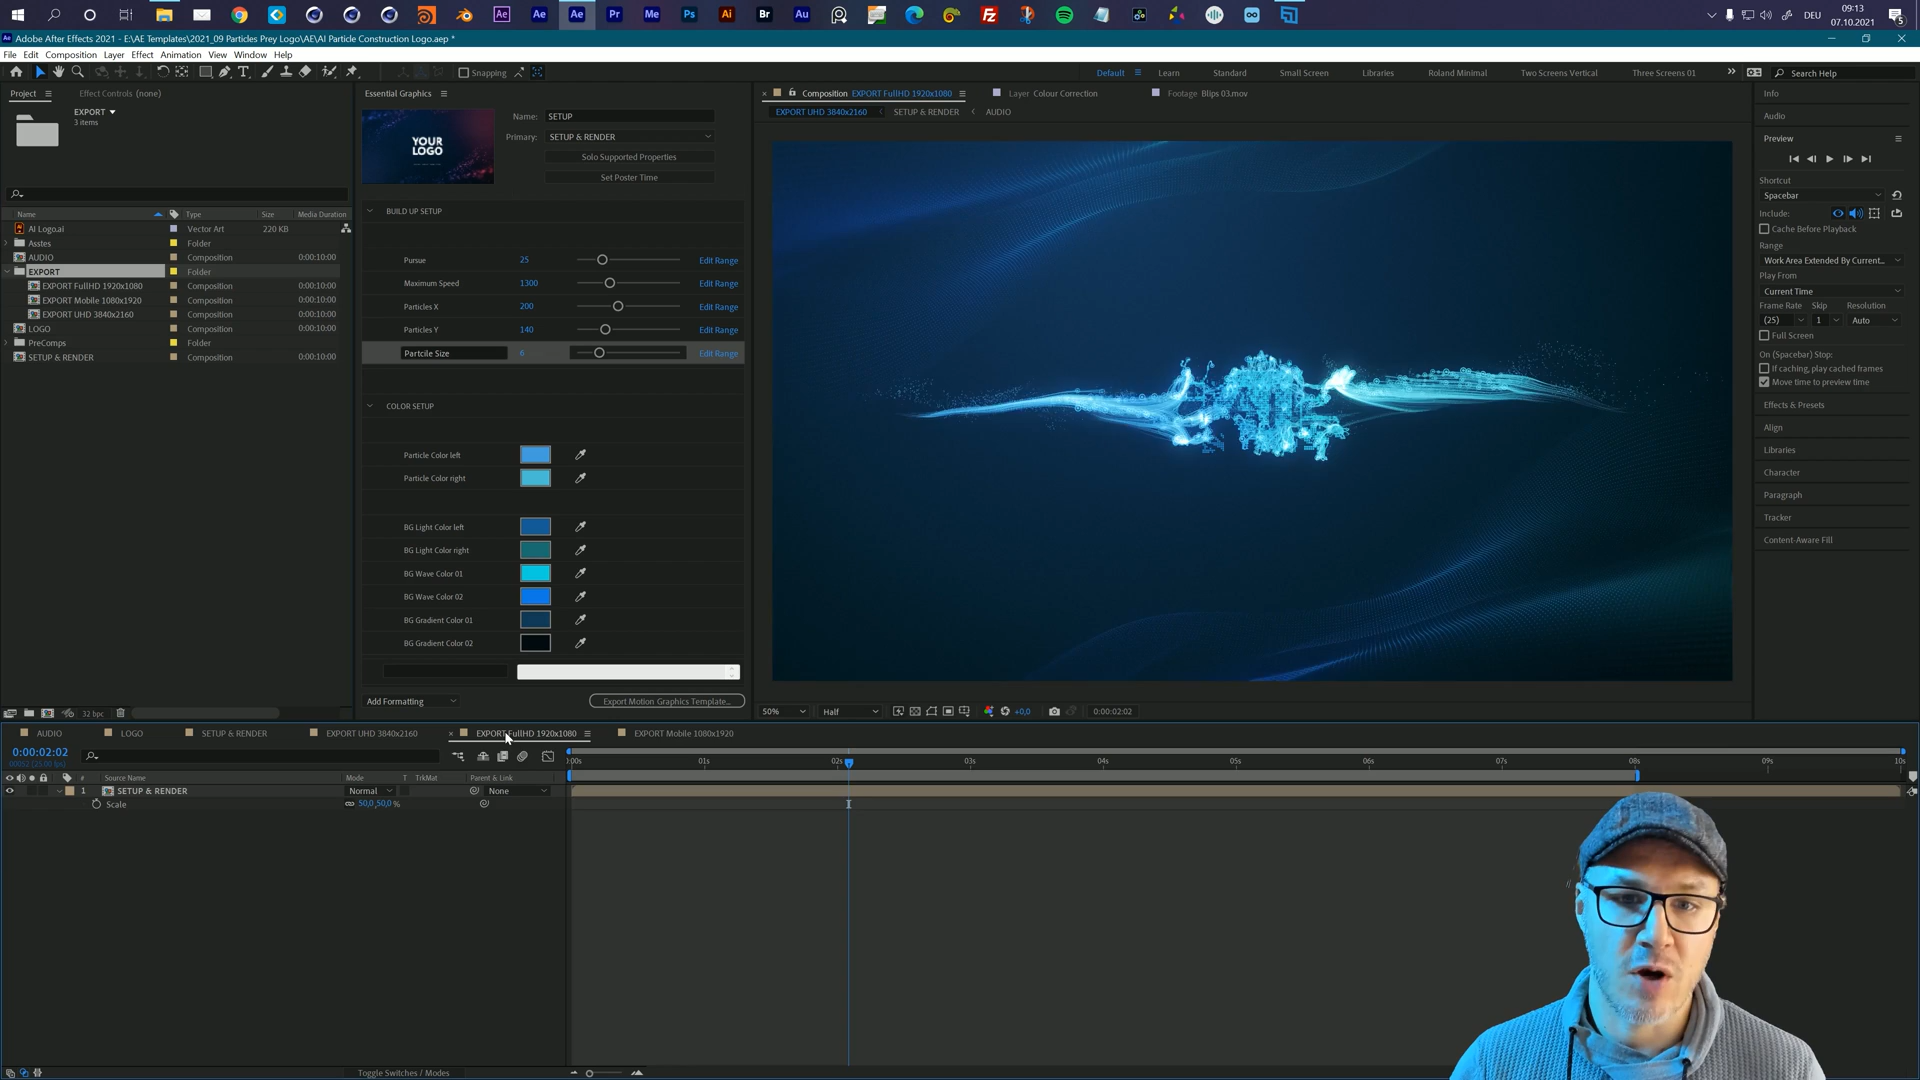 09:13
DEU
07.10.2021
5
Adobe After Effects 2021 - E:\AE Templates\2021_09 Particles Prey Logo\AE\AI Particle Construction Logo.aep *
File Edit Composition Layer Effect Animation View Window Help
Snapping
Default Learn Standard Small Screen Libraries Roland Minimal Two Screens Vertical Three Screens 01 Search Help
Project Effect Controls (none)
EXPORT
3 items
Name Type Size Media Duration
AI Logo.ai Vector Art 220 KB
Asstes Folder
AUDIO Composition 0:00:10:00
EXPORT Folder
EXPORT FullHD 1920x1080 Composition 0:00:10:00
EXPORT Mobile 1080x1920 Composition 0:00:10:00
EXPORT UHD 3840x2160 Composition 0:00:10:00
LOGO Composition 0:00:10:00
PreComps Folder
SETUP & RENDER Composition 0:00:10:00
32 bpc
Essential Graphics
YOUR
LOGO
Name: SETUP
Primary: SETUP & RENDER
Solo Supported Properties
Set Poster Time
BUILD UP SETUP
Pursue 25 Edit Range
Maximum Speed 1300 Edit Range
Particles X 200 Edit Range
Particles Y 140 Edit Range
Partcile Size 6 Edit Range
COLOR SETUP
Particle Color left
Particle Color right
BG Light Color left
BG Light Color right
BG Wave Color 01
BG Wave Color 02
BG Gradient Color 01
BG Gradient Color 02
Add Formatting Export Motion Graphics Template...
Composition EXPORT FullHD 1920x1080 Layer Colour Correction Footage Blips 03.mov
EXPORT UHD 3840x2160 SETUP & RENDER AUDIO
50% Half +0,0 0:00:02:02
Info
Audio
Preview
Shortcut
Spacebar
Include:
Cache Before Playback
Range
Work Area Extended By Current...
Play From
Current Time
Frame Rate Skip Resolution
(25) 1 Auto
Full Screen
On (Spacebar) Stop:
If caching, play cached frames
Move time to preview time
Effects & Presets
Align
Libraries
Character
Paragraph
Tracker
Content-Aware Fill
AUDIO LOGO SETUP & RENDER EXPORT UHD 3840x2160 EXPORT FullHD 1920x1080 EXPORT Mobile 1080x1920
0:00:02:02
00052 (25.00 fps)
# Source Name Mode T TrkMat Parent & Link
1 SETUP & RENDER Normal None
Scale 50,0,50,0 %
:00s 01s 02s 03s 04s 05s 06s 07s 08s 09s 10s
Toggle Switches / Modes